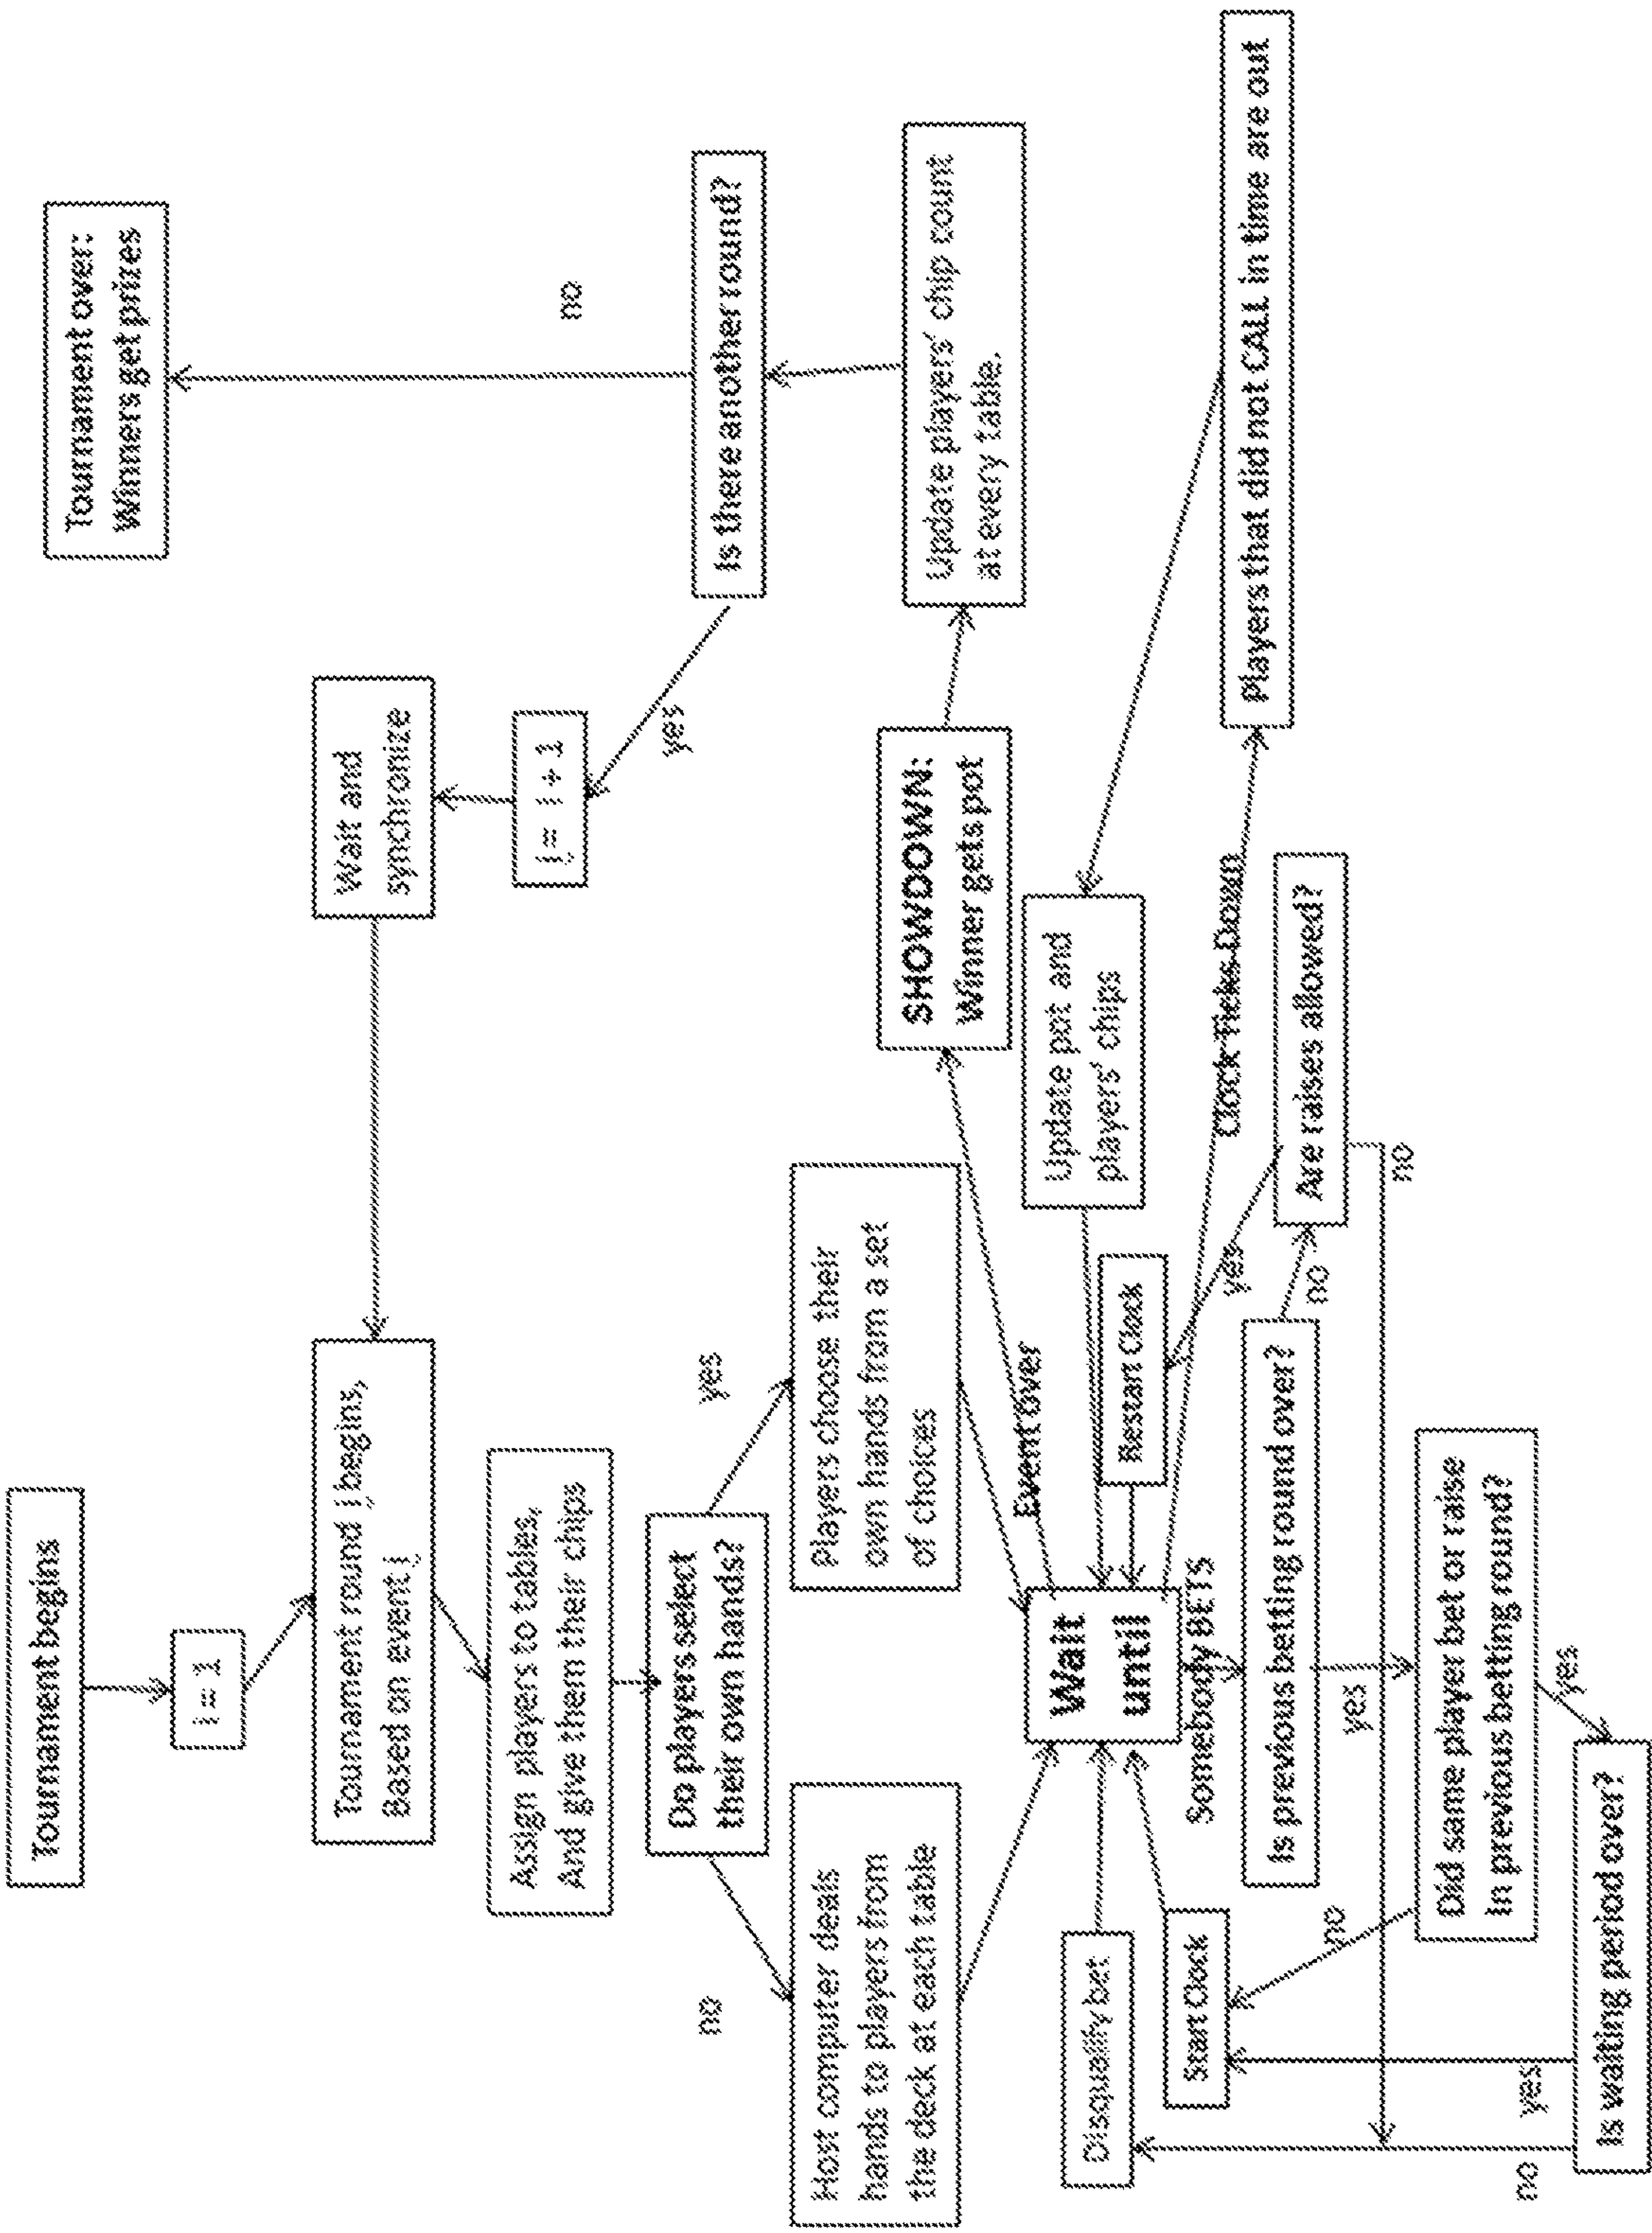 Tournament begins
i = 1
Tournament round i begins,
Based on event i
Assign players to tables,
And give them their chips
Do players select
their own hands?
no
yes
Host computer deals
hands to players from
the deck at each table
Players choose their
own hands from a set
of choices
Wait
until
Event over
SHOWDOWN:
Winner gets pot
Update players' chip count
at every table.
Is there another round?
no
Tournament over:
Winners get prizes
yes
i = i + 1
Wait and
synchronize
Clock Ticks Down
Players that did not CALL in time are out
Update pot and
players' chips
Somebody BETS
Is previous betting round over?
no
Are raises allowed?
yes
Restart Clock
no
yes
Did same player bet or raise
In previous betting round?
no
Start Clock
yes
Is waiting period over?
yes
no
Disqualify bet